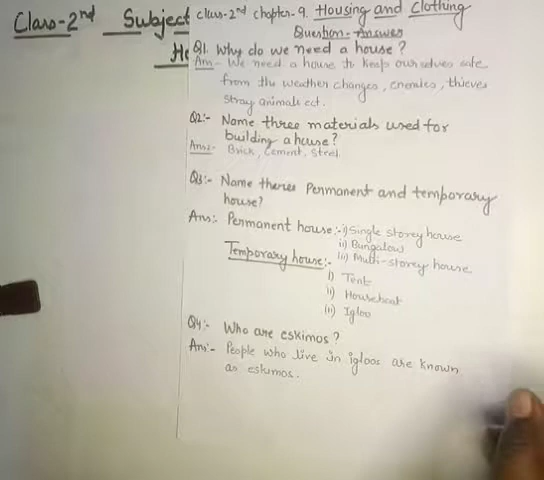 Class-2nd Subject
Ho
class-2nd chapter-9. Housing and Clothing
Question-Answer
Q1. Why do we need a house?
Ans- We need a house to keep ourselves safe
from the weather changes, enemies, thieves
stray animals ect.
Q2:- Name three materials used for
building a house?
Ans:- Brick, Cement, Steel.
Q3:- Name theree Permanent and temporary
house?
Ans:- Permanent house:- i) Single storey house
ii) Bungalow
iii) Multi-storey house
Temporary house:-
i) Tent
ii) Houseboat
iii) Igloo
Q4:- Who are eskimos?
Ans:- People who live in igloos are known
as eskimos.